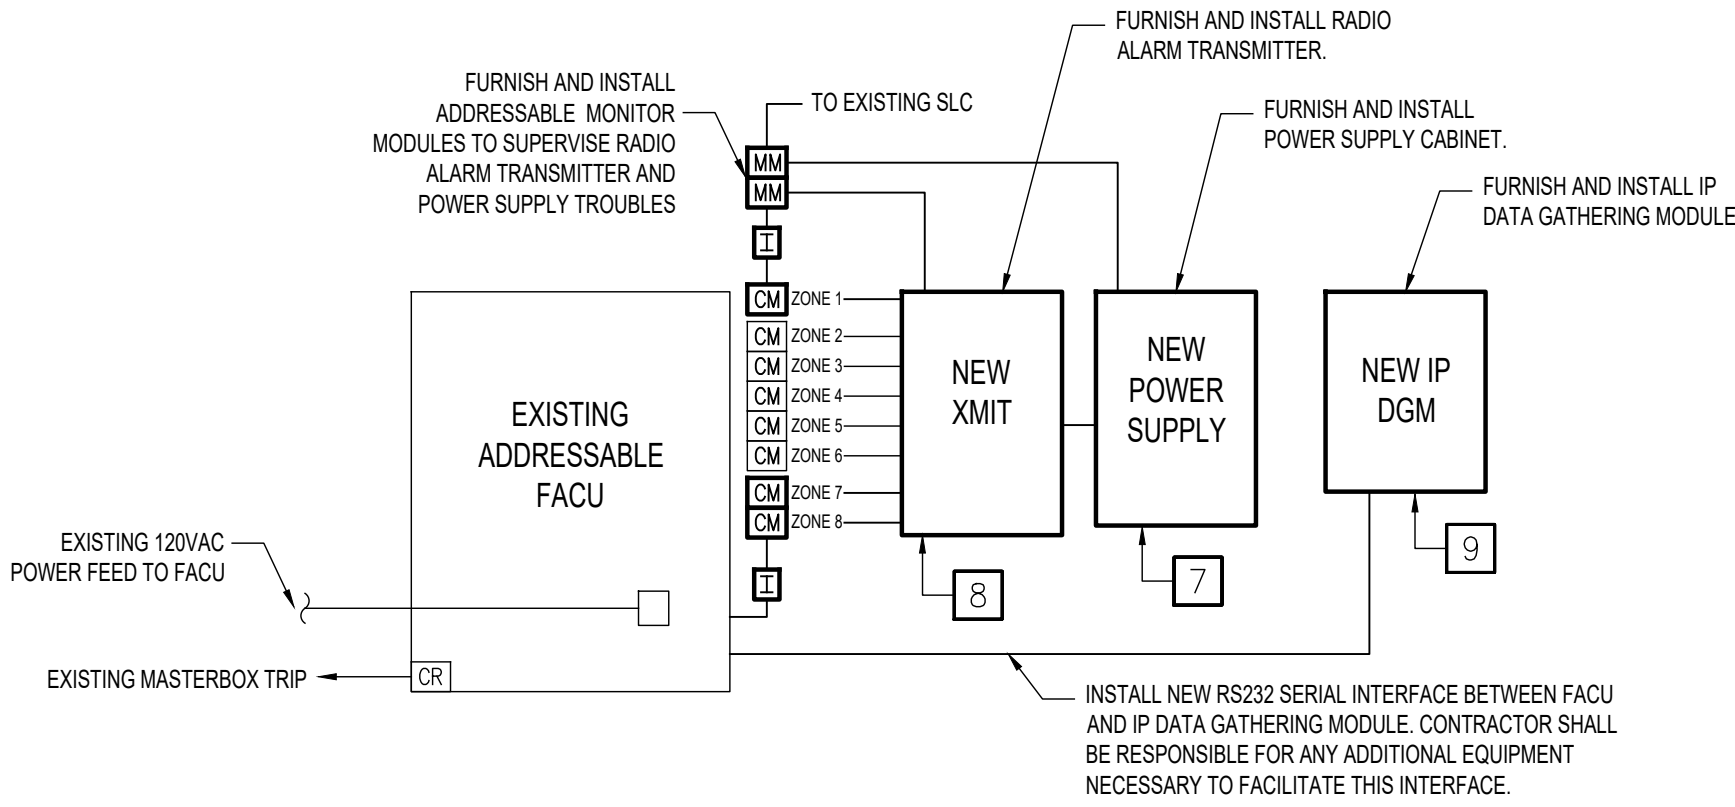 FURNISH AND INSTALL RADIO
ALARM TRANSMITTER.
FURNISH AND INSTALL
ADDRESSABLE MONITOR
MODULES TO SUPERVISE RADIO
ALARM TRANSMITTER AND
POWER SUPPLY TROUBLES
TO EXISTING SLC
FURNISH AND INSTALL
POWER SUPPLY CABINET.
FURNISH AND INSTALL IP
DATA GATHERING MODULE
MM
MM
I
CM ZONE 1
CM ZONE 2
CM ZONE 3
CM ZONE 4
CM ZONE 5
CM ZONE 6
CM ZONE 7
CM ZONE 8
I
EXISTING
ADDRESSABLE
FACU
NEW
XMIT
NEW
POWER
SUPPLY
NEW IP
DGM
8
7
9
EXISTING 120VAC
POWER FEED TO FACU
EXISTING MASTERBOX TRIP
CR
INSTALL NEW RS232 SERIAL INTERFACE BETWEEN FACU
AND IP DATA GATHERING MODULE. CONTRACTOR SHALL
BE RESPONSIBLE FOR ANY ADDITIONAL EQUIPMENT
NECESSARY TO FACILITATE THIS INTERFACE.